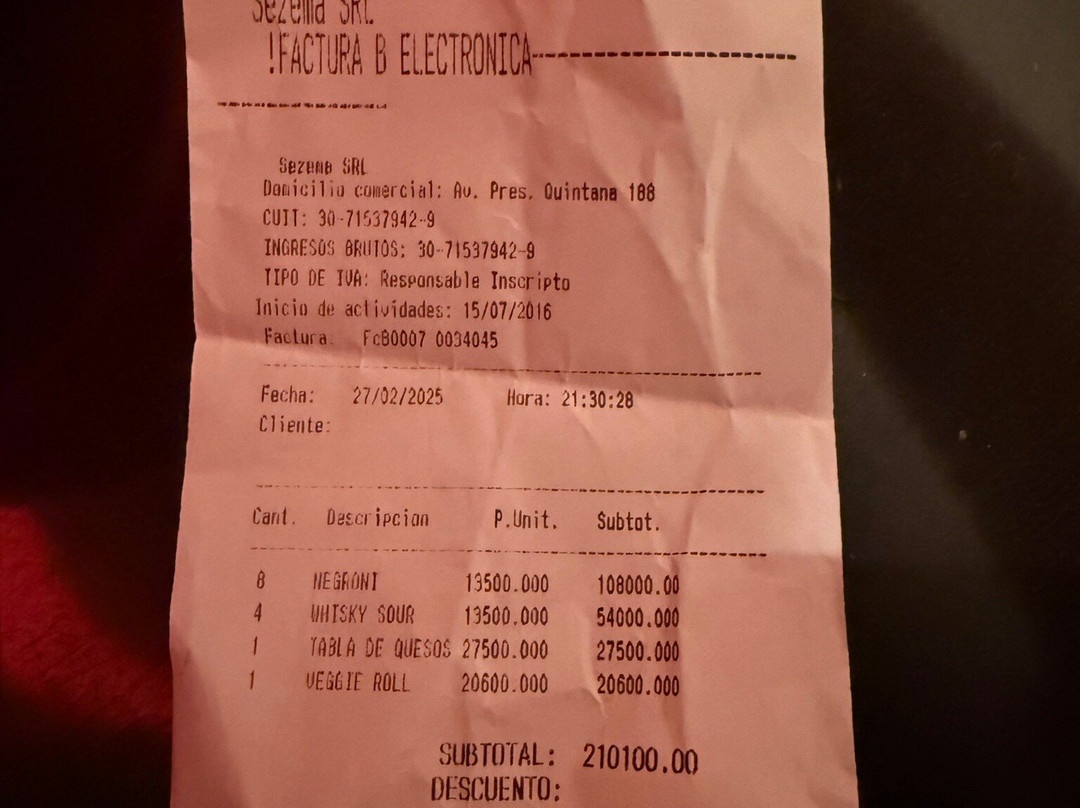 Sezema SRL
!FACTURA B ELECTRONICA----------------------
--------------------
Sezema SRL
Domicilio comercial: Av. Pres. Quintana 188
CUIT: 30-71537942-9
INGRESOS BRUTOS: 30-71537942-9
TIPO DE IVA: Responsable Inscripto
Inicio de actividades: 15/07/2016
Factura: FcB0007 0034045
Fecha: 27/02/2025 Hora: 21:30:28
Cliente:
Cant. Descripcion P.Unit. Subtot.
8 NEGRONI 13500.000 108000.00
4 WHISKY SOUR 13500.000 54000.000
1 TABLA DE QUESOS 27500.000 27500.000
1 VEGGIE ROLL 20600.000 20600.000
SUBTOTAL: 210100.00
DESCUENTO: